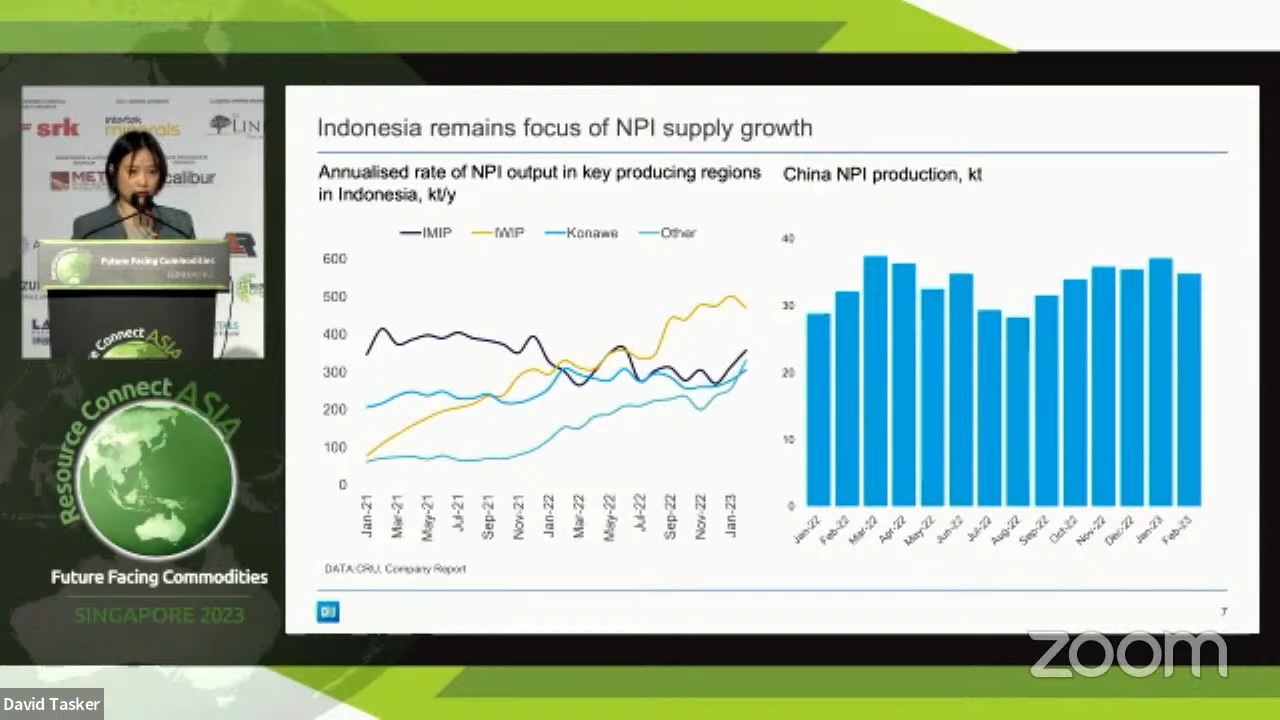 Indonesia remains focus of NPI supply growth
Annualised rate of NPI output in key producing regions
in Indonesia, kt/y
IMIP
IWIP
Konawe
Other
600
500
400
300
200
100
0
Jan-21
Mar-21
May-21
Jul-21
Sep-21
Nov-21
Jan-22
Mar-22
May-22
Jul-22
Sep-22
Nov-22
Jan-23
China NPI production, kt
40
30
20
10
0
Jan-22
Feb-22
Mar-22
Apr-22
May-22
Jun-22
Jul-22
Aug-22
Sep-22
Oct-22
Nov-22
Dec-22
Jan-23
Feb-23
DATA:CRU, Company Report
7
srk
intertek
minerals
Future Facing Commodities
Resource Connect ASIA
Future Facing Commodities
SINGAPORE 2023
zoom
David Tasker